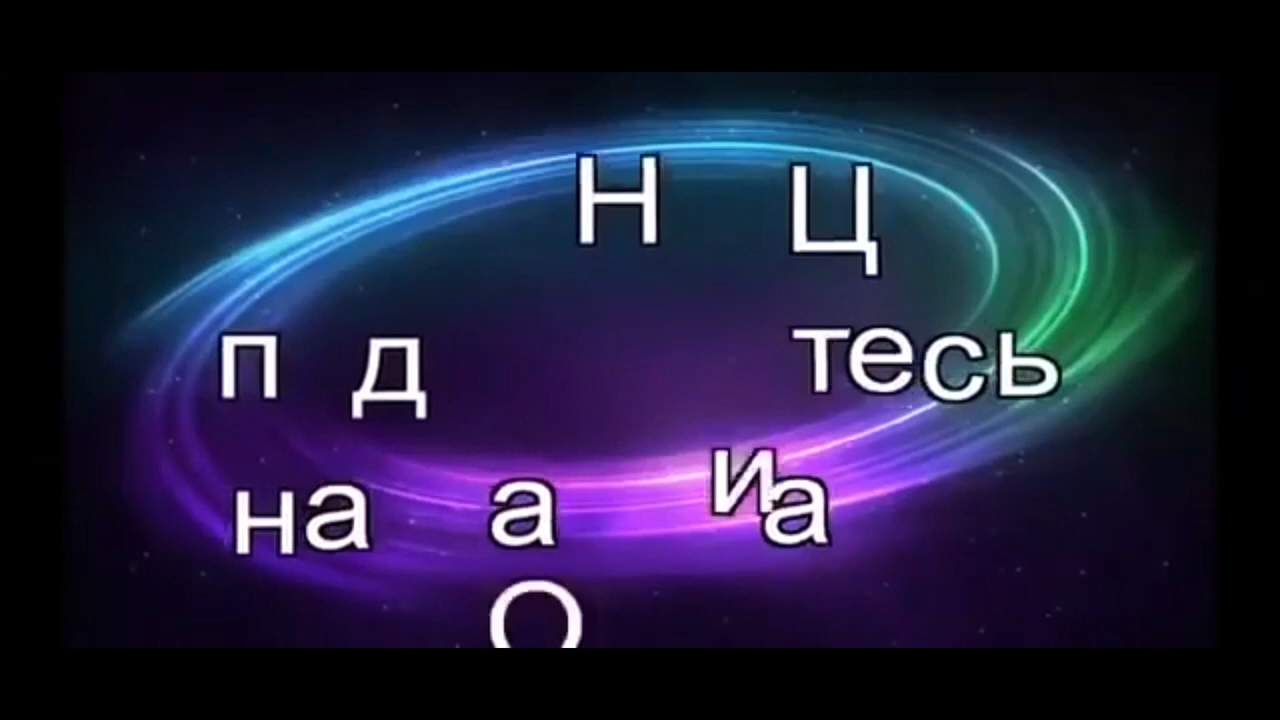 Н Ц
п д тесь
на а иа
О